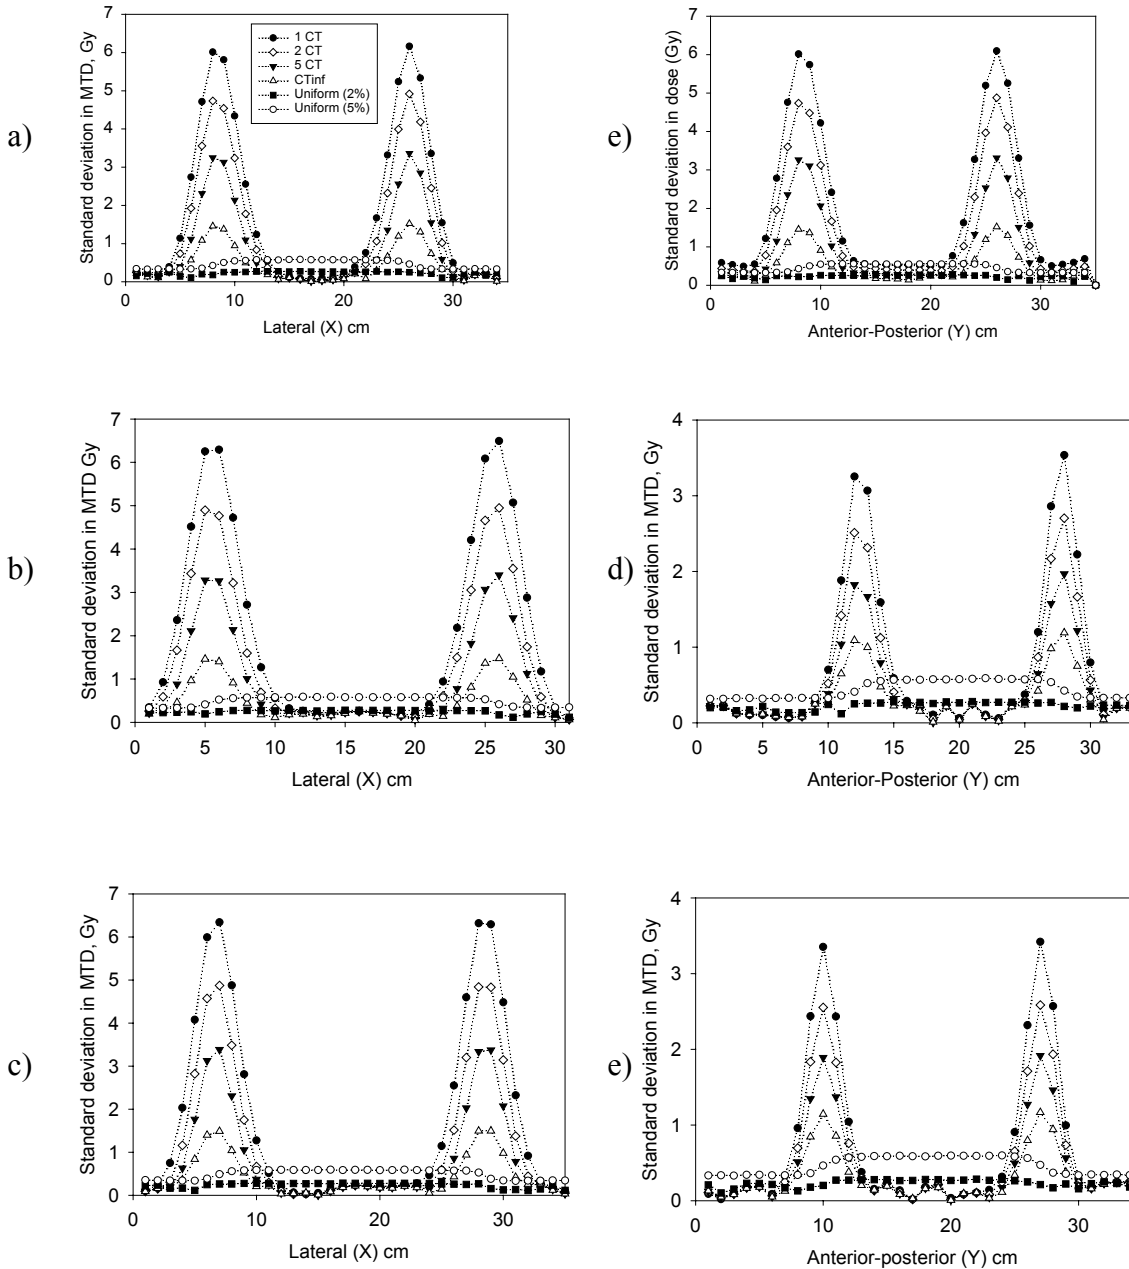 a)
Standard deviation in MTD, Gy
7
6
5
4
3
2
1
0
1 CT
2 CT
5 CT
CTinf
Uniform (2%)
Uniform (5%)
0 10 20 30
Lateral (X) cm
e)
Standard deviation in dose (Gy)
7
6
5
4
3
2
1
0
0 10 20 30
Anterior-Posterior (Y) cm
b)
Standard deviation in MTD Gy
7
6
5
4
3
2
1
0
0 5 10 15 20 25 30
Lateral (X) cm
d)
Standard deviation in MTD, Gy
4
3
2
1
0
0 5 10 15 20 25 30
Anterior-Posterior (Y) cm
c)
Standard deviation in MTD, Gy
7
6
5
4
3
2
1
0
0 10 20 30
Lateral (X) cm
e)
Standard deviation in MTD, Gy
4
3
2
1
0
0 10 20 30
Anterior-posterior (Y) cm